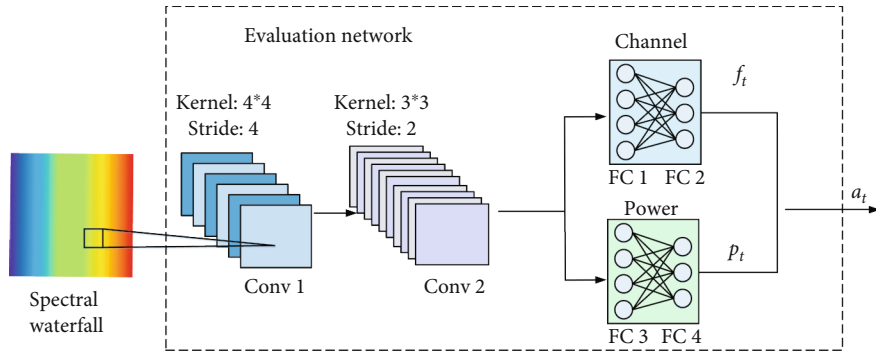 Evaluation network
Channel
f_t
Kernel: 4*4
Stride: 4
Kernel: 3*3
Stride: 2
FC 1 FC 2
Power
a_t
p_t
Conv 1
Conv 2
Spectral
waterfall
FC 3 FC 4